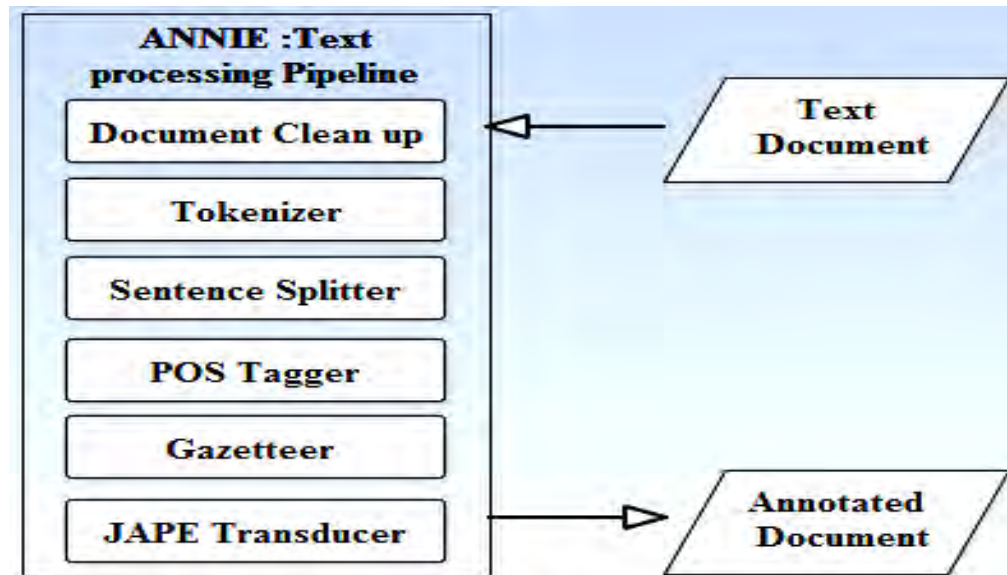 ANNIE :Text
processing Pipeline
Document Clean up
Tokenizer
Sentence Splitter
POS Tagger
Gazetteer
JAPE Transducer
Text
Document
Annotated
Document